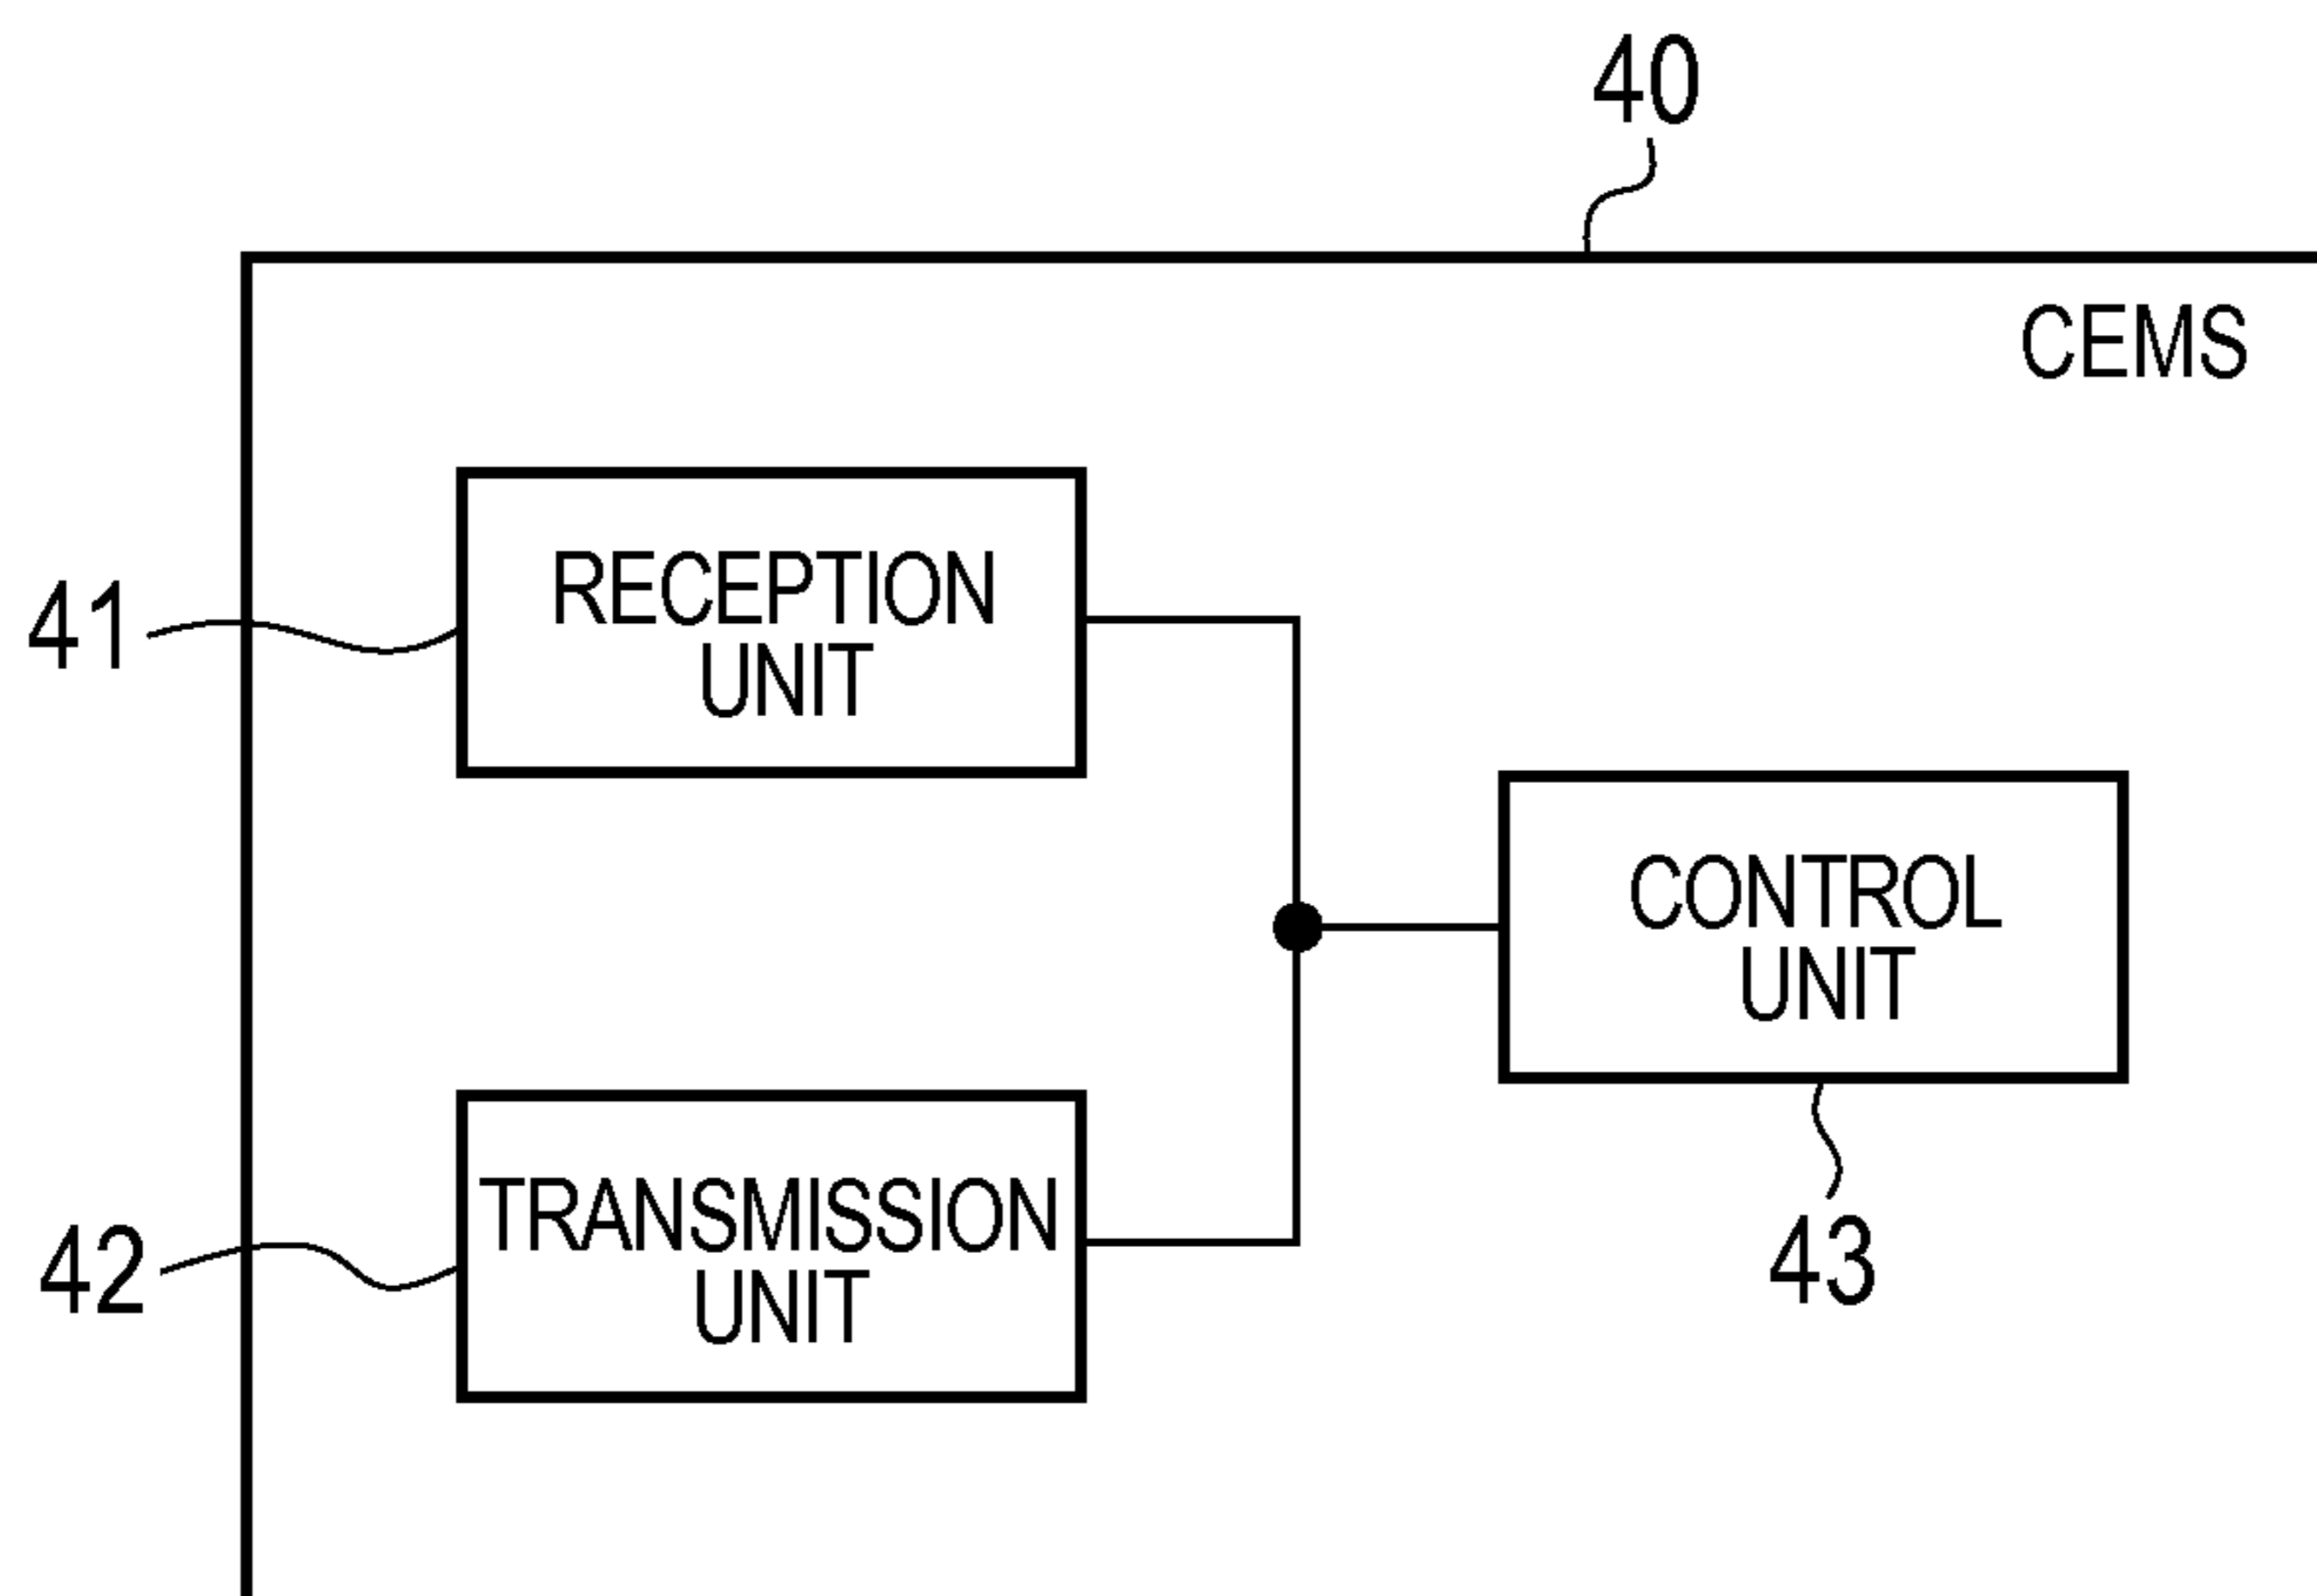 40
CEMS
41
RECEPTION
UNIT
CONTROL
UNIT
43
42
TRANSMISSION
UNIT